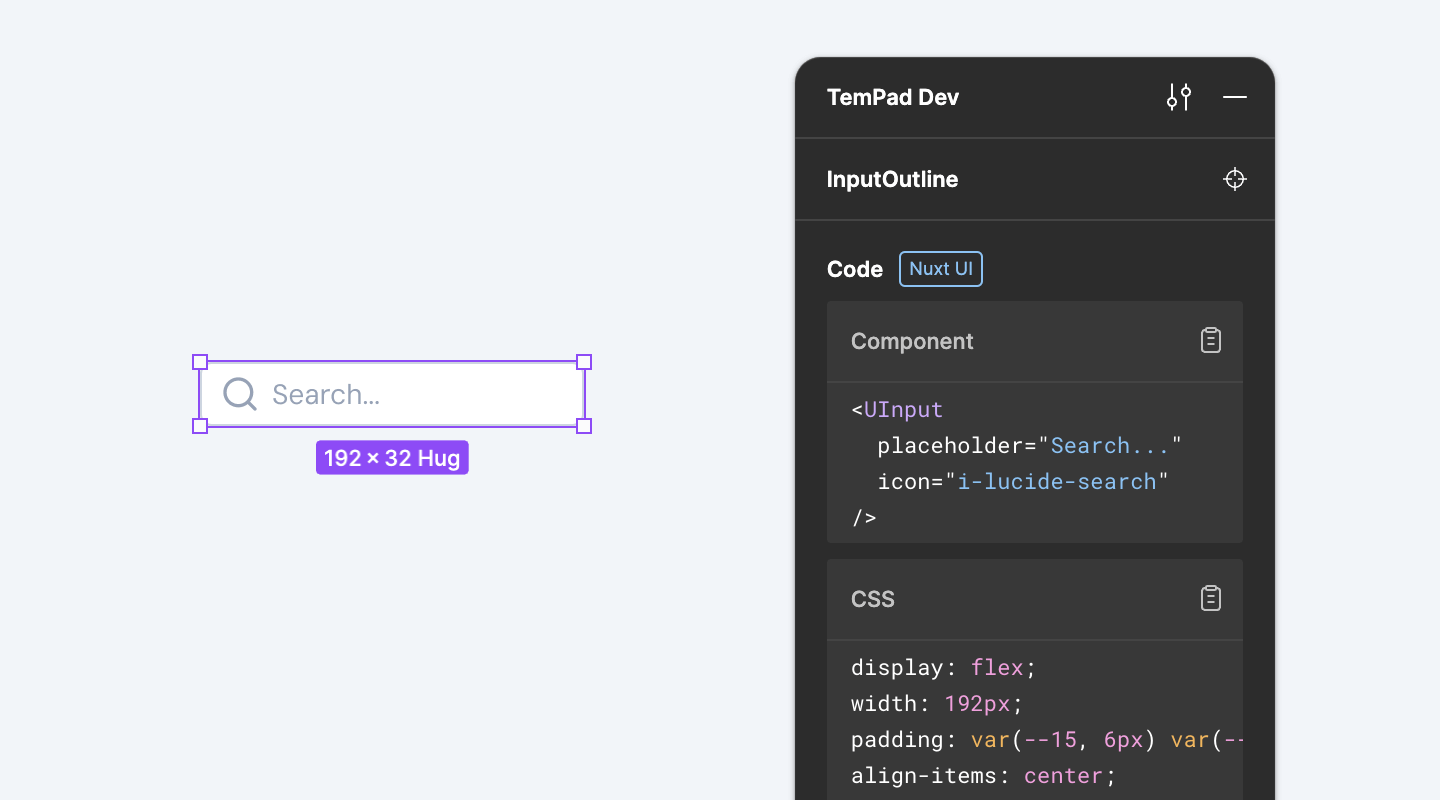 TemPad Dev
InputOutline
Code Nuxt UI
Component
<UInput
  placeholder="Search..."
  icon="i-lucide-search"
/>
CSS
display: flex;
width: 192px;
padding: var(--15, 6px) var(--
align-items: center;
Search...
192 × 32 Hug